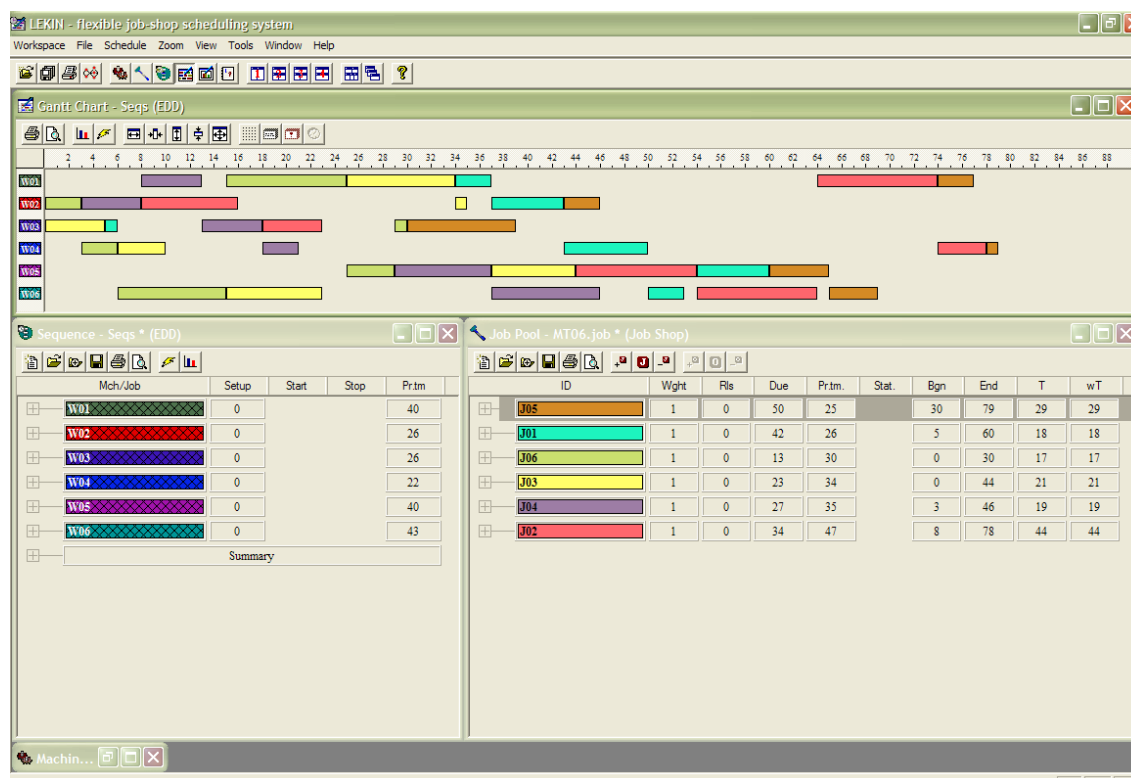 LEKIN - flexible job-shop scheduling system
Workspace File Schedule Zoom View Tools Window Help
Gantt Chart - Seqs (EDD)
2 4 6 8 10 12 14 16 18 20 22 24 26 28 30 32 34 36 38 40 42 44 46 48 50 52 54 56 58 60 62 64 66 68 70 72 74 76 78 80 82 84 86 88
W01
W02
W03
W04
W05
W06
Sequence - Seqs * (EDD)
Mch/Job Setup Start Stop Pr.tm
W01 0 40
W02 0 26
W03 0 26
W04 0 22
W05 0 40
W06 0 43
Summary
Job Pool - MT06.job * (Job Shop)
ID Wght Rls Due Pr.tm. Stat. Bgn End T wT
J05 1 0 50 25 30 79 29 29
J01 1 0 42 26 5 60 18 18
J06 1 0 13 30 0 30 17 17
J03 1 0 23 34 0 44 21 21
J04 1 0 27 35 3 46 19 19
J02 1 0 34 47 8 78 44 44
Machin...